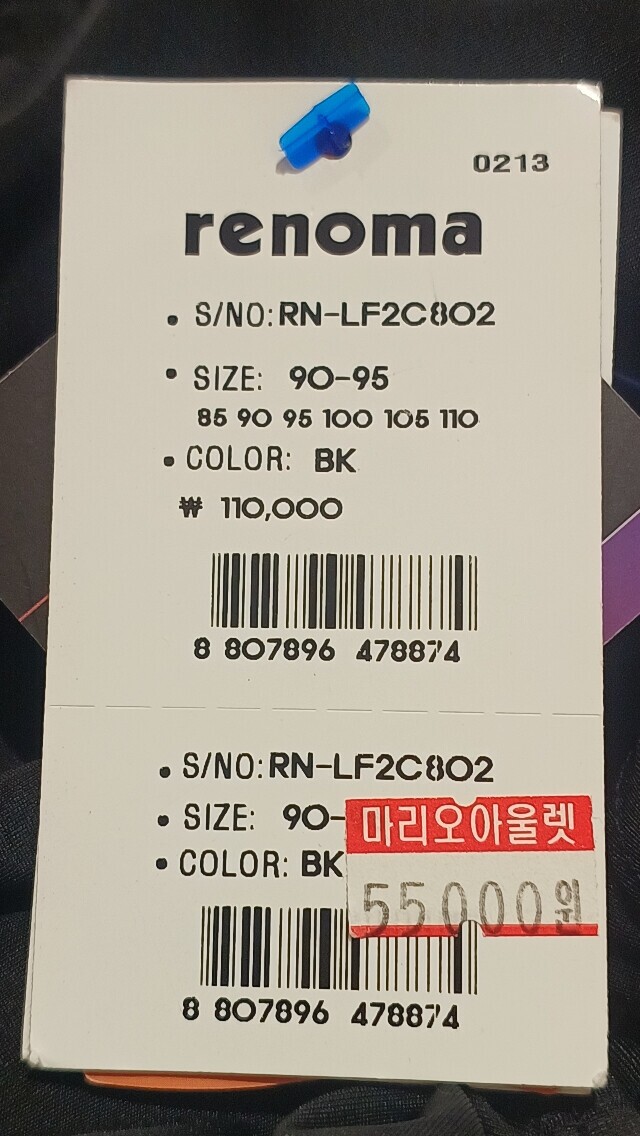 0213
renoma
• S/NO: RN-LF2C802
• SIZE: 90-95
85 90 95 100 105 110
• COLOR: BK
₩ 110,000
8 807896 478874
• S/NO: RN-LF2C802
• SIZE: 90-
마리오아울렛
• COLOR: BK
55000원
8 807896 478874